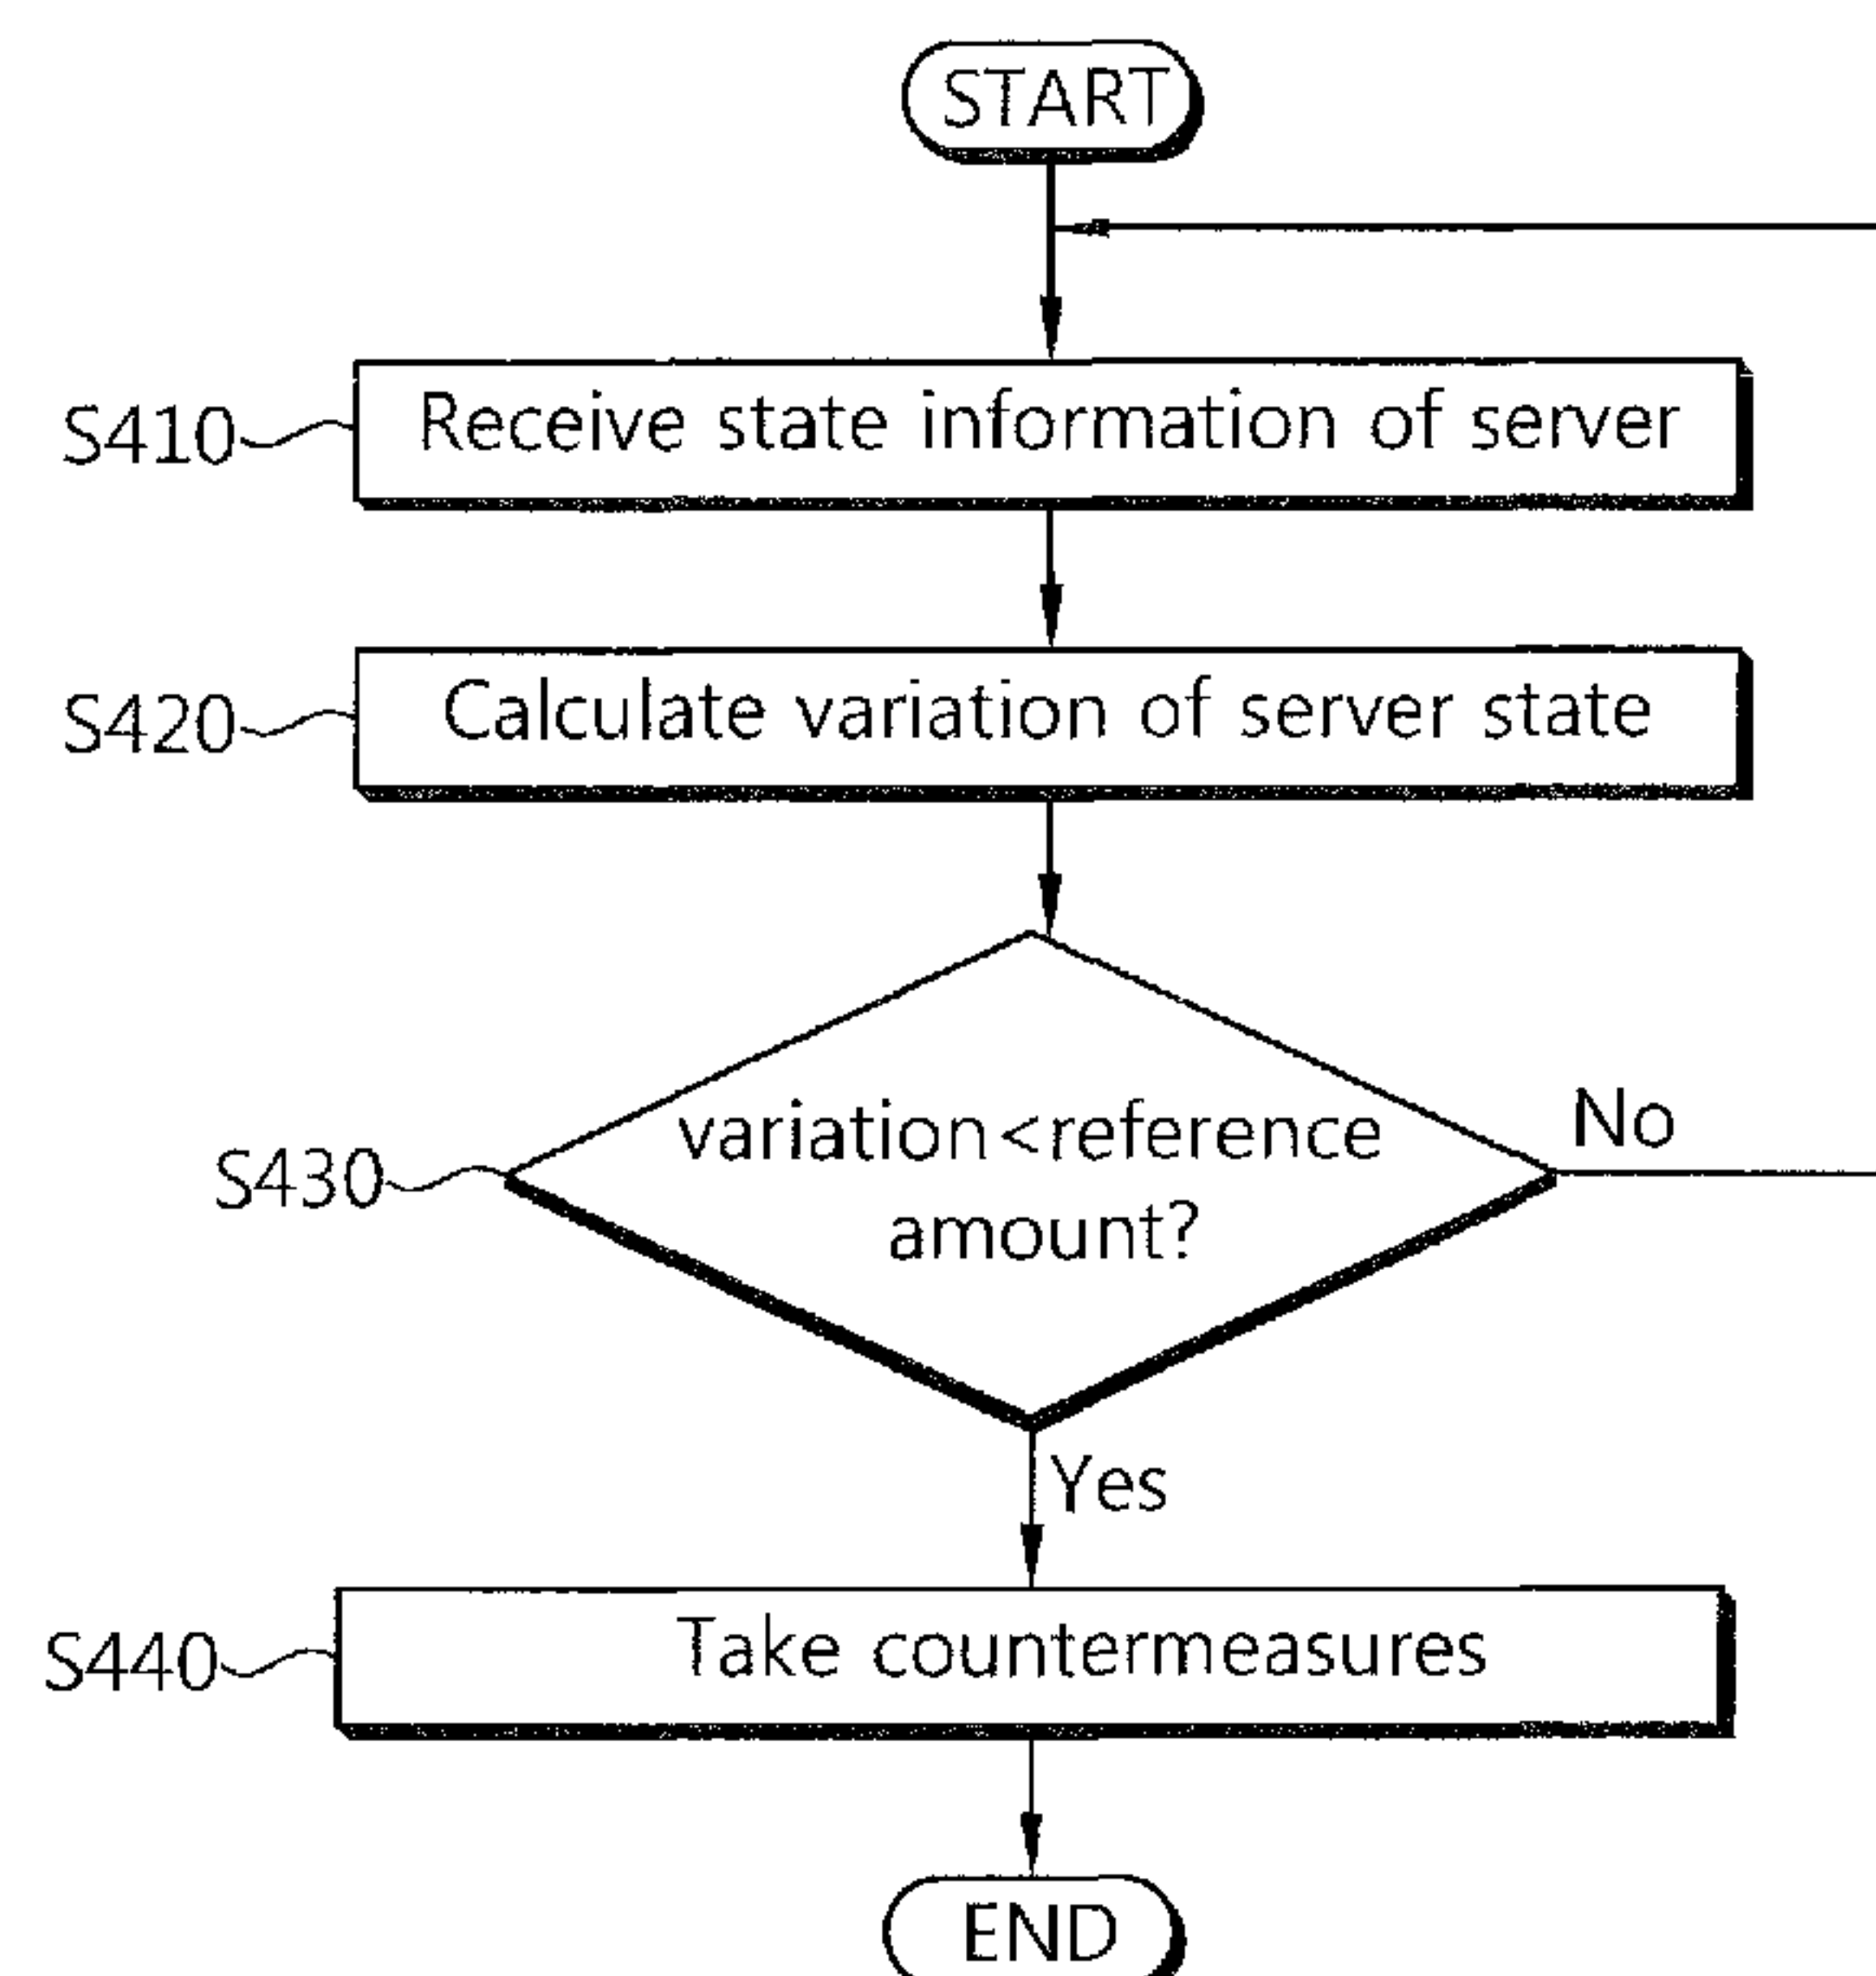 START
S410
Receive state information of server
S420
Calculate variation of server state
S430
variation<reference
amount?
No
Yes
S440
Take countermeasures
END